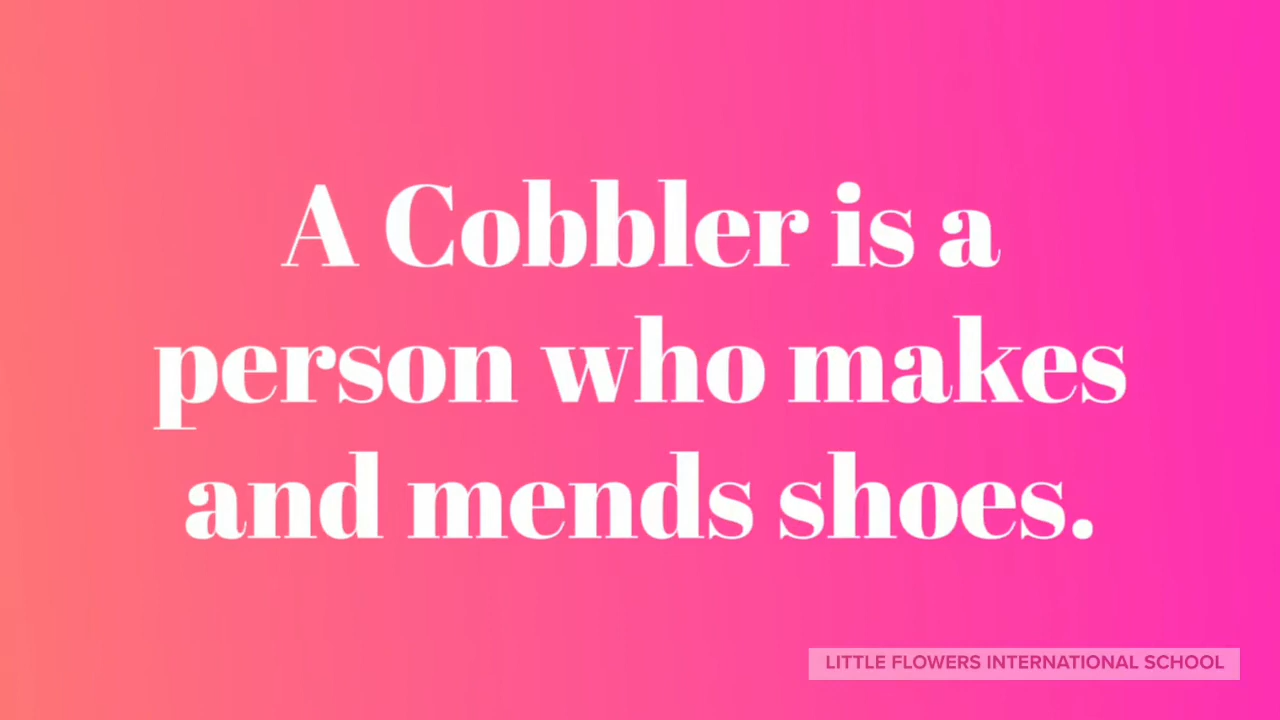 A Cobbler is a
person who makes
and mends shoes.
LITTLE FLOWERS INTERNATIONAL SCHOOL